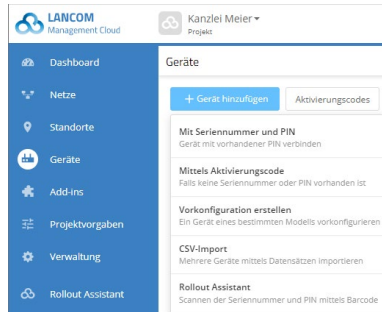 LANCOM
Management Cloud
Kanzlei Meier
Projekt
Dashboard
Netze
Standorte
Geräte
Add-ins
Projektvorgaben
Verwaltung
Rollout Assistant
Geräte
+ Gerät hinzufügen
Aktivierungscodes
Mit Seriennummer und PIN
Gerät mit vorhandener PIN verbinden
Mittels Aktivierungscode
Falls keine Seriennummer oder PIN vorhanden ist
Vorkonfiguration erstellen
Ein Gerät eines bestimmten Modells vorkonfigurieren
CSV-Import
Mehrere Geräte mittels Datensätzen importieren
Rollout Assistant
Scannen der Seriennummer und PIN mittels Barcode